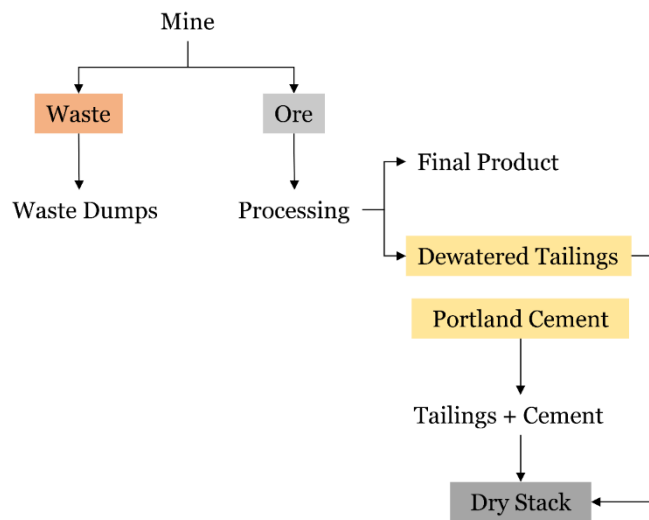 Mine
Waste
Ore
Waste Dumps
Processing
Final Product
Dewatered Tailings
Portland Cement
Tailings + Cement
Dry Stack